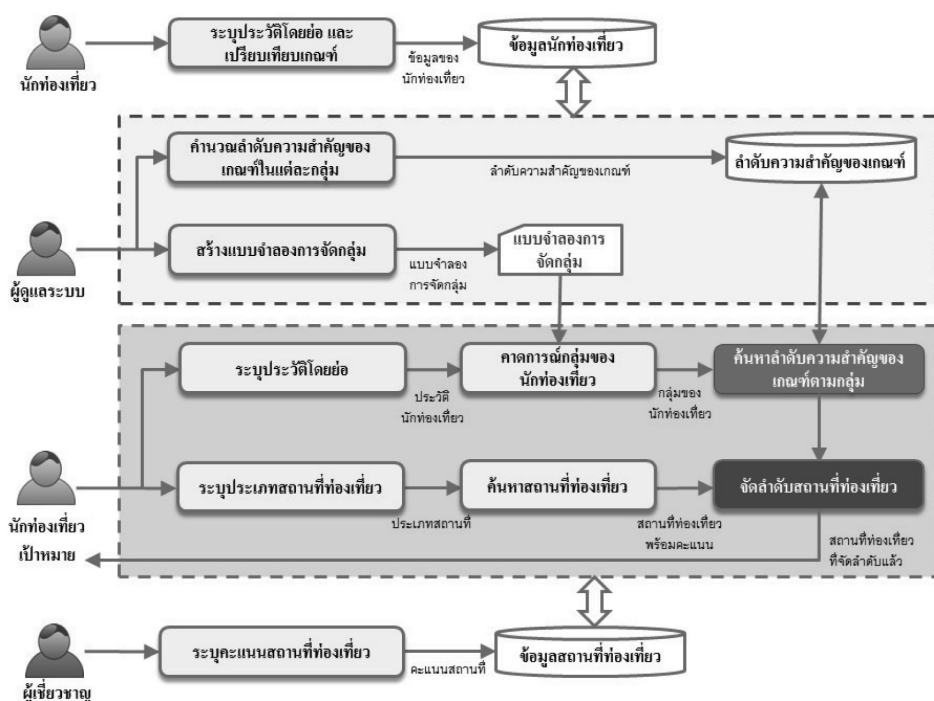 ระบุประวัติโดยย่อ และ
เปรียบเทียบเกณฑ์
ข้อมูลของ
นักท่องเที่ยว
ข้อมูลนักท่องเที่ยว
นักท่องเที่ยว
คำนวณลำดับความสำคัญของ
เกณฑ์ในแต่ละกลุ่ม
ลำดับความสำคัญของเกณฑ์
ลำดับความสำคัญของเกณฑ์
สร้างแบบจำลองการจัดกลุ่ม
แบบจำลอง
การจัดกลุ่ม
แบบจำลองการ
จัดกลุ่ม
ผู้ดูแลระบบ
ระบุประวัติโดยย่อ
ประวัติ
นักท่องเที่ยว
คาดการณ์กลุ่มของ
นักท่องเที่ยว
กลุ่มของ
นักท่องเที่ยว
ค้นหาลำดับความสำคัญของ
เกณฑ์ตามกลุ่ม
ระบุประเภทสถานที่ท่องเที่ยว
ประเภทสถานที่
ค้นหาสถานที่ท่องเที่ยว
สถานที่ท่องเที่ยว
พร้อมคะแนน
จัดลำดับสถานที่ท่องเที่ยว
สถานที่ท่องเที่ยว
ที่จัดลำดับแล้ว
นักท่องเที่ยว
เป้าหมาย
ระบุคะแนนสถานที่ท่องเที่ยว
คะแนนสถานที่
ข้อมูลสถานที่ท่องเที่ยว
ผู้เชี่ยวชาญ